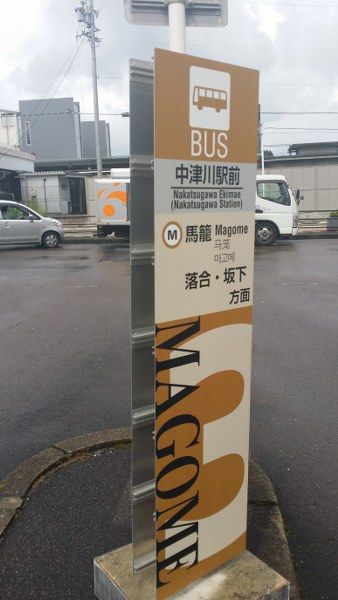 BUS
中津川駅前
Nakatsugawa Ekimae
(Nakatsugawa Station)
M 馬籠 Magome
马笼
마고메
落合・坂下
方面
MAGOME